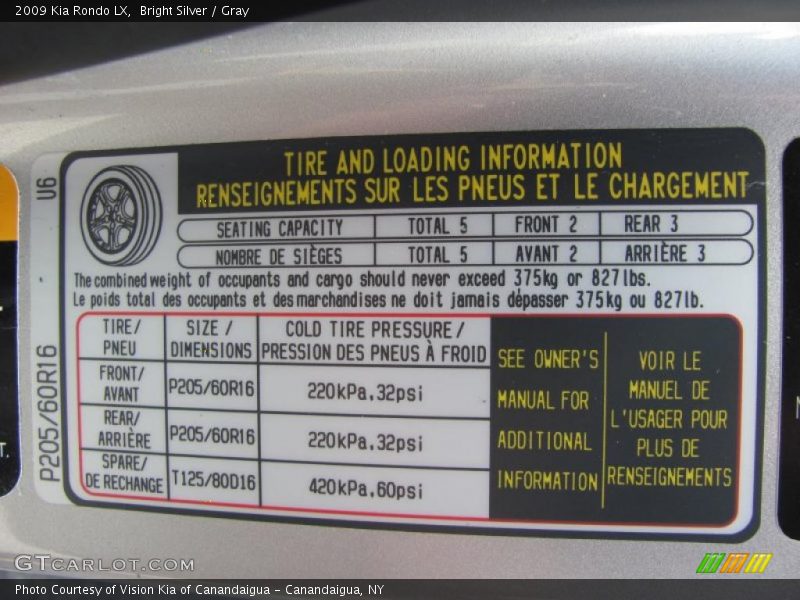 2009 Kia Rondo LX,  Bright Silver / Gray
U6
P205/60R16
TIRE AND LOADING INFORMATION
RENSEIGNEMENTS SUR LES PNEUS ET LE CHARGEMENT
SEATING CAPACITY TOTAL 5 FRONT 2 REAR 3
NOMBRE DE SIÈGES TOTAL 5 AVANT 2 ARRIÈRE 3
The combined weight of occupants and cargo should never exceed 375kg or 827lbs.
Le poids total des occupants et des marchandises ne doit jamais dépasser 375kg ou 827lb.
TIRE/
PNEU
SIZE /
DIMENSIONS
COLD TIRE PRESSURE/
PRESSION DES PNEUS À FROID
FRONT/
AVANT
P205/60R16
220kPa,32psi
REAR/
ARRIÈRE
P205/60R16
220kPa,32psi
SPARE/
DE RECHANGE
T125/80D16
420kPa,60psi
SEE OWNER'S
MANUAL FOR
ADDITIONAL
INFORMATION
VOIR LE
MANUEL DE
L'USAGER POUR
PLUS DE
RENSEIGNEMENTS
T.
GTCARLOT.COM
Photo Courtesy of Vision Kia of Canandaigua - Canandaigua, NY